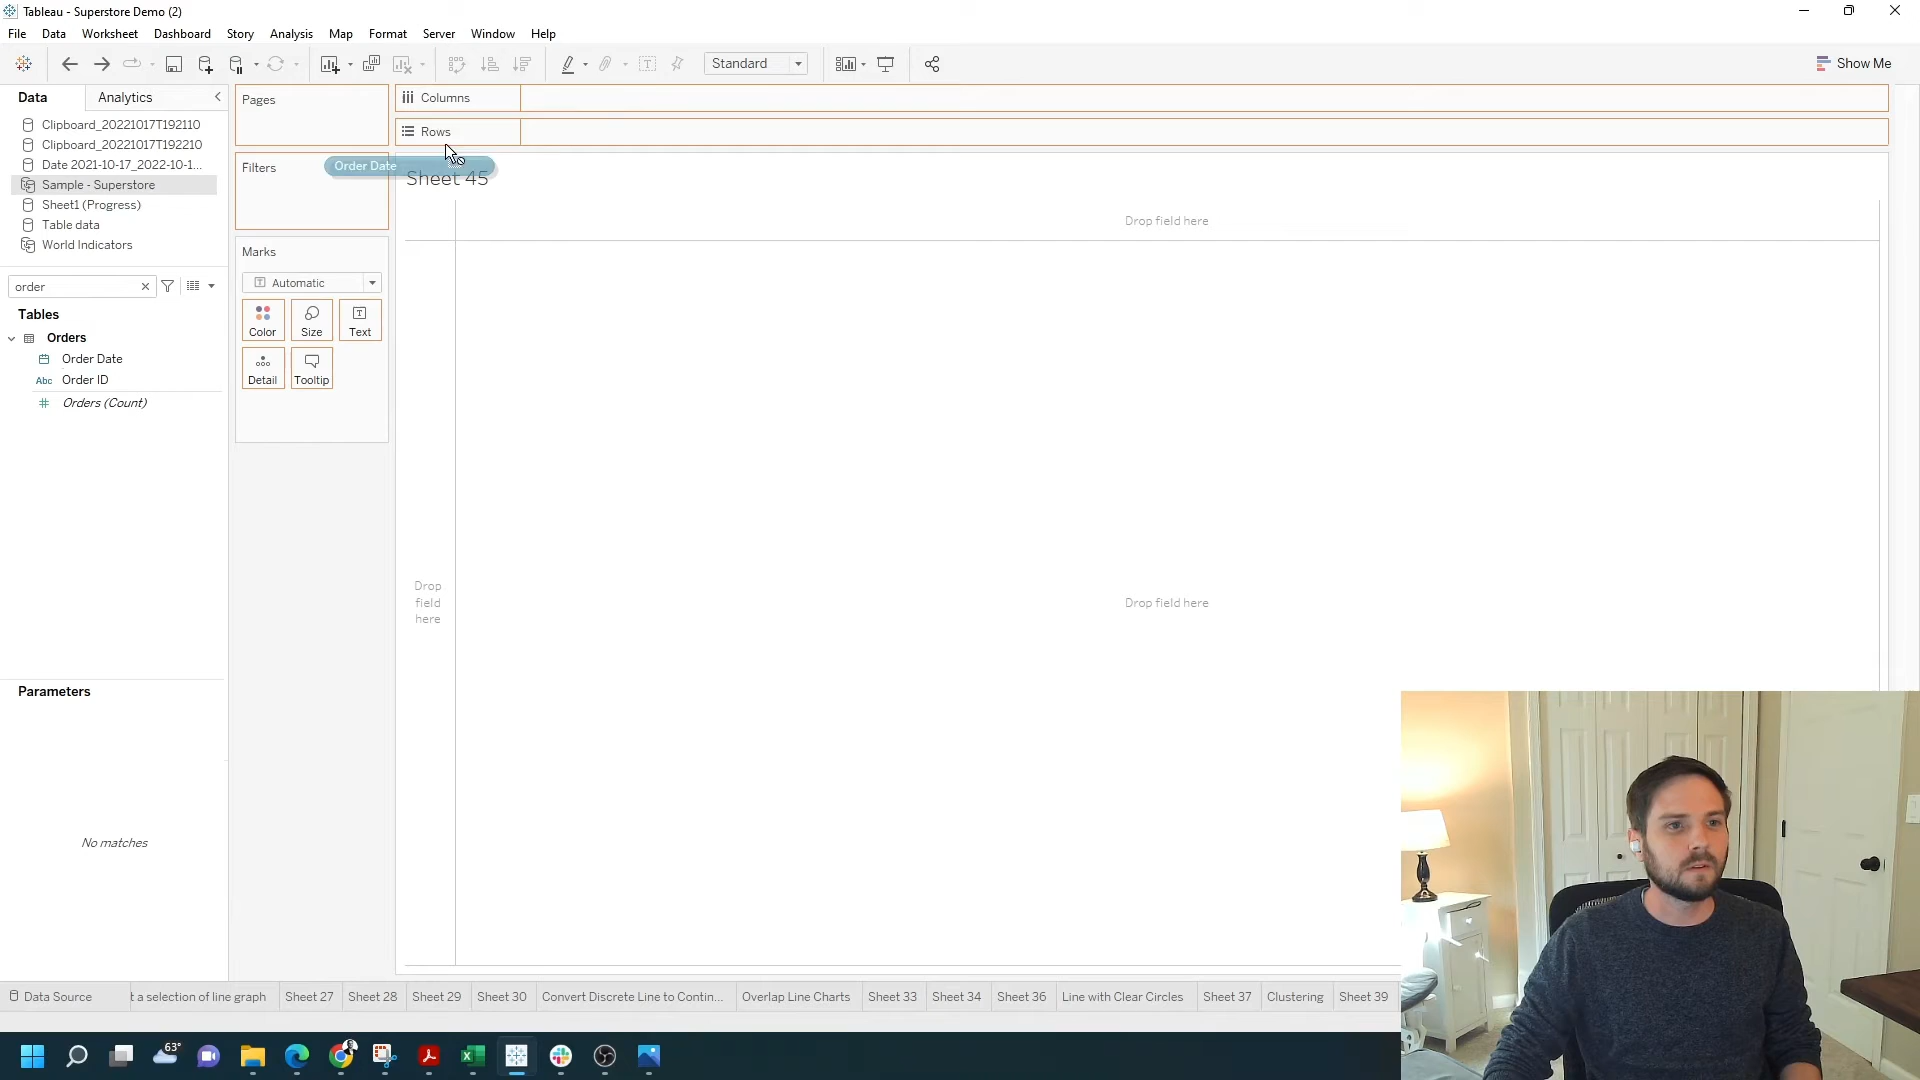 Tableau - Superstore Demo (2)
File Data Worksheet Dashboard Story Analysis Map Format Server Window Help
Standard
Show Me
Data Analytics
Pages
Columns
Rows
Clipboard_20221017T192110
Clipboard_20221017T192210
Date 2021-10-17_2022-10-1...
Sample - Superstore
Sheet1 (Progress)
Table data
World Indicators
Filters
Order Date
Sheet 45
Drop field here
Marks
Automatic
Color Size Text
Detail Tooltip
order
Tables
Orders
Order Date
Abc Order ID
Orders (Count)
Drop
field
here
Drop field here
Parameters
No matches
Data Source t a selection of line graph Sheet 27 Sheet 28 Sheet 29 Sheet 30 Convert Discrete Line to Contin... Overlap Line Charts Sheet 33 Sheet 34 Sheet 36 Line with Clear Circles Sheet 37 Clustering Sheet 39
63°